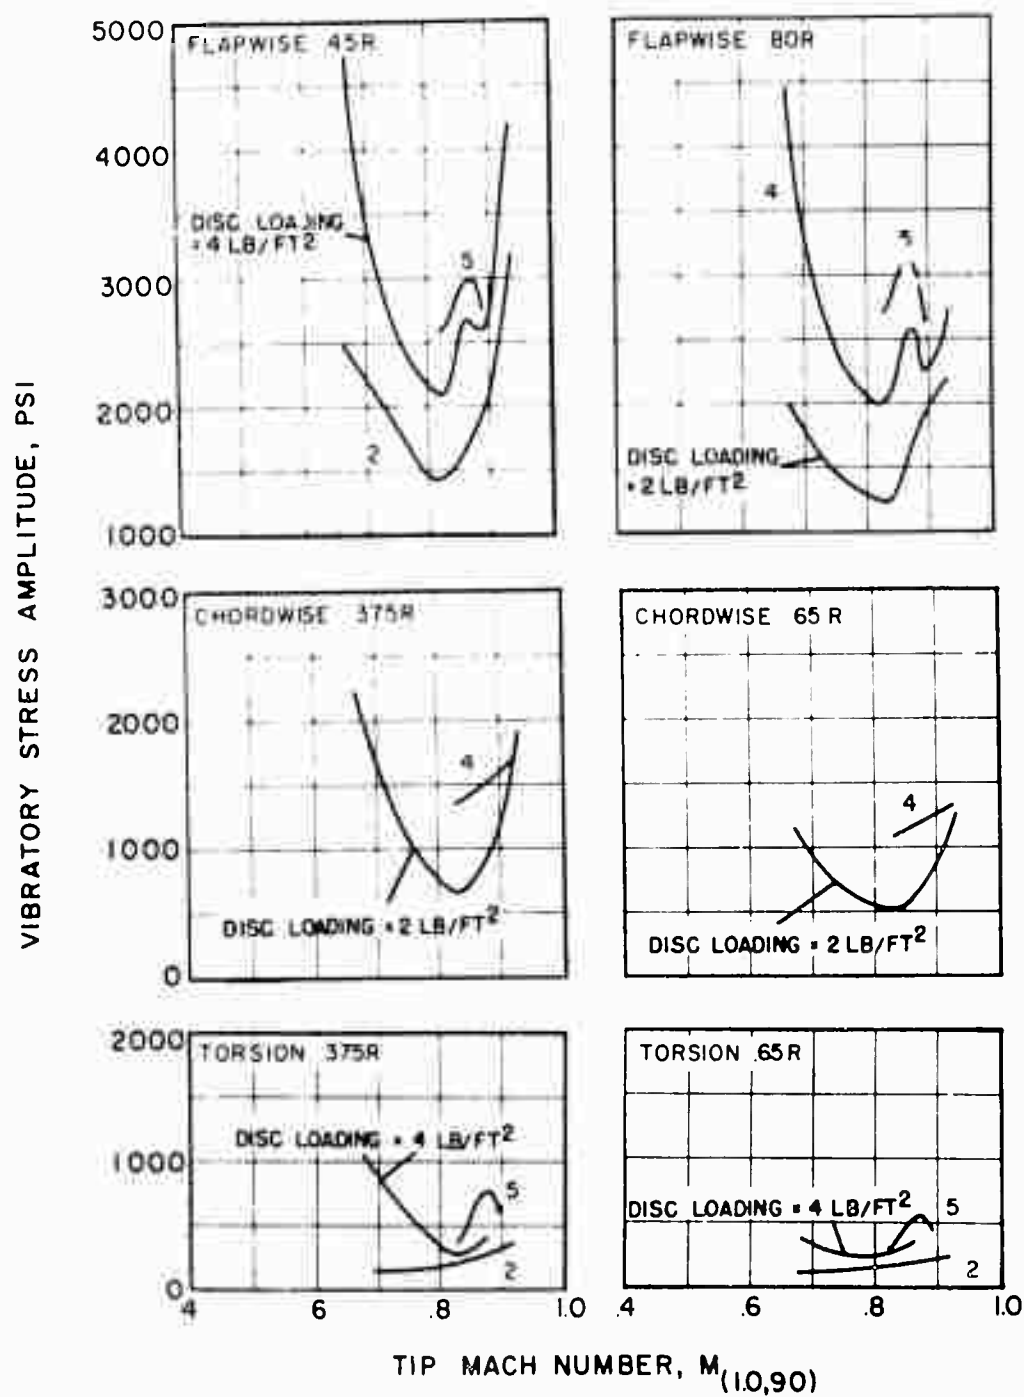 VIBRATORY STRESS AMPLITUDE, PSI
5000
4000
3000
2000
1000
FLAPWISE 45R
DISC LOADING
= 4 LB/FT2
5
2
FLAPWISE 80R
4
5
DISC LOADING
= 2 LB/FT2
3000
2000
1000
0
CHORDWISE 375R
4
DISC LOADING = 2 LB/FT2
CHORDWISE 65R
4
DISC LOADING = 2 LB/FT2
2000
1000
0
TORSION 375R
DISC LOADING = 4 LB/FT2
5
2
TORSION .65R
DISC LOADING = 4 LB/FT2
5
2
.4 .6 .8 1.0
.4 .6 .8 1.0
TIP MACH NUMBER, M(1.0,90)